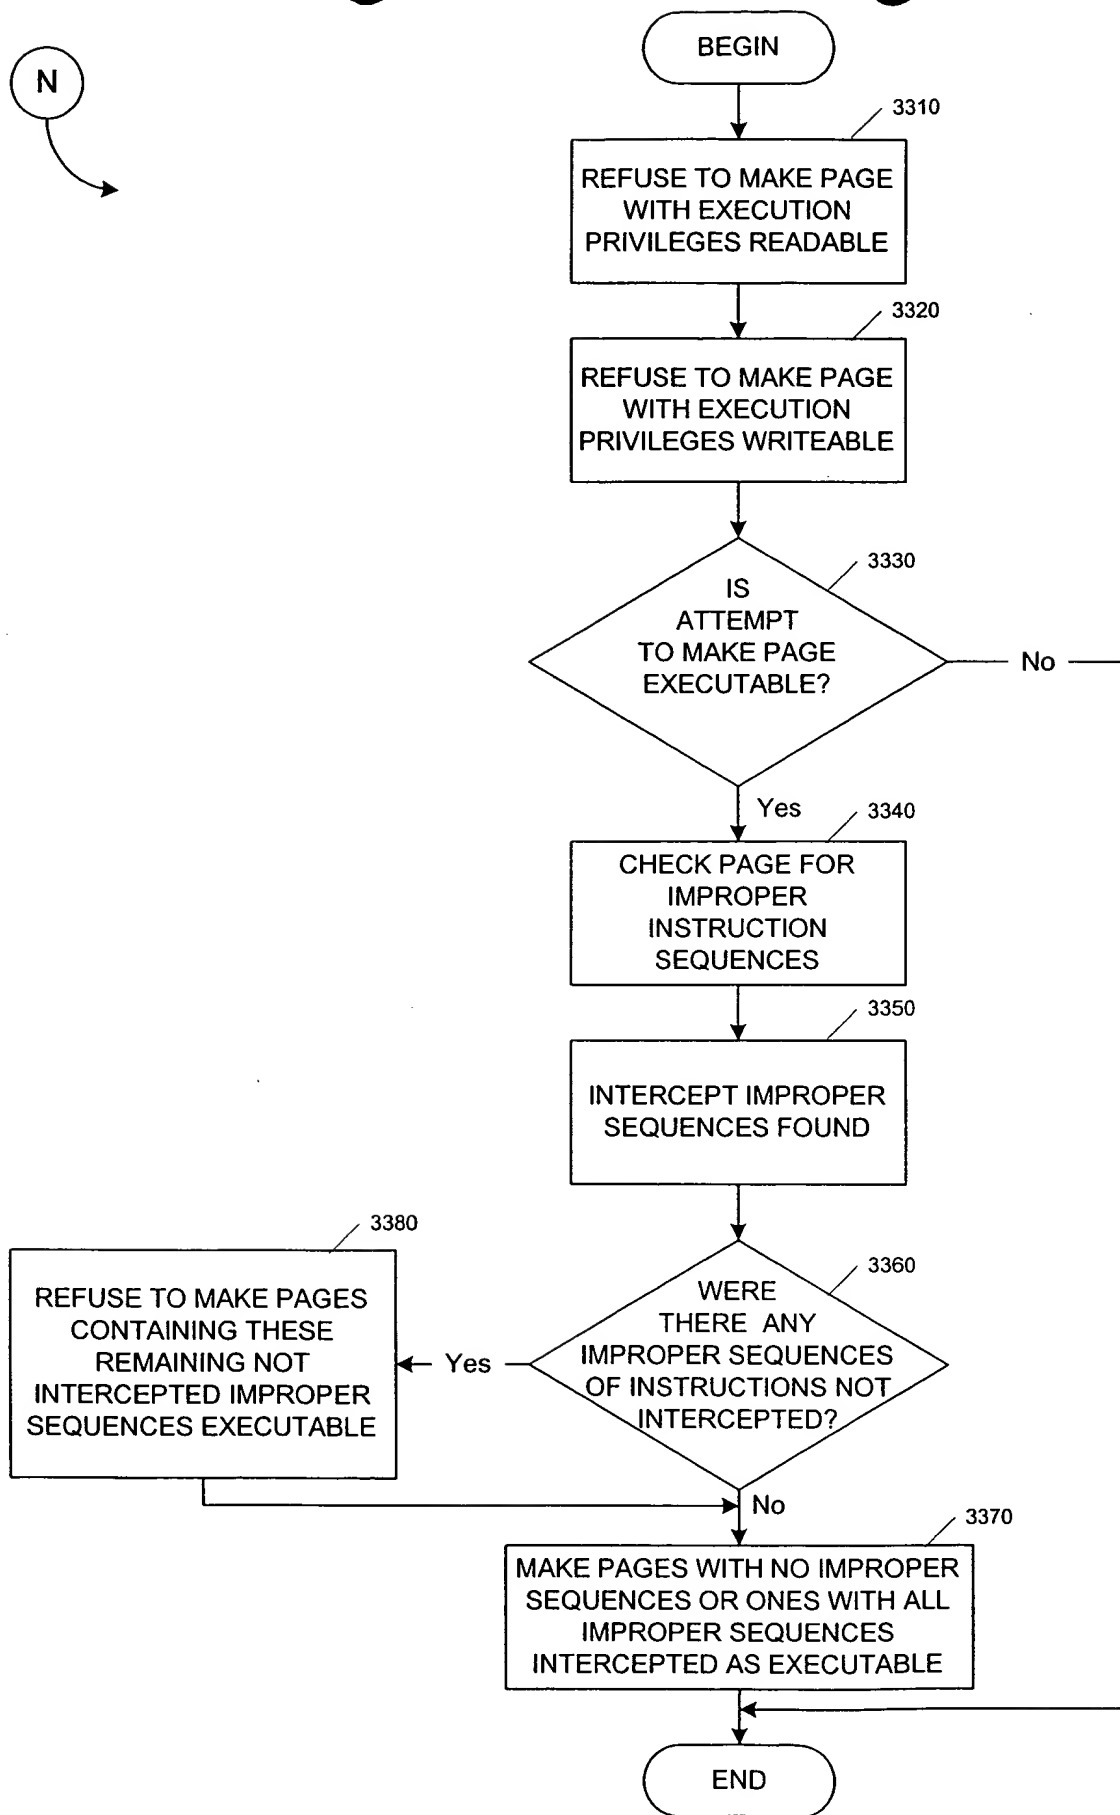 BEGIN
N
3310
REFUSE TO MAKE PAGE
WITH EXECUTION
PRIVILEGES READABLE
3320
REFUSE TO MAKE PAGE
WITH EXECUTION
PRIVILEGES WRITEABLE
3330
IS
ATTEMPT
TO MAKE PAGE
EXECUTABLE?
No
Yes
3340
CHECK PAGE FOR
IMPROPER
INSTRUCTION
SEQUENCES
3350
INTERCEPT IMPROPER
SEQUENCES FOUND
3360
WERE
THERE ANY
IMPROPER SEQUENCES
OF INSTRUCTIONS NOT
INTERCEPTED?
Yes
3380
REFUSE TO MAKE PAGES
CONTAINING THESE
REMAINING NOT
INTERCEPTED IMPROPER
SEQUENCES EXECUTABLE
No
3370
MAKE PAGES WITH NO IMPROPER
SEQUENCES OR ONES WITH ALL
IMPROPER SEQUENCES
INTERCEPTED AS EXECUTABLE
END